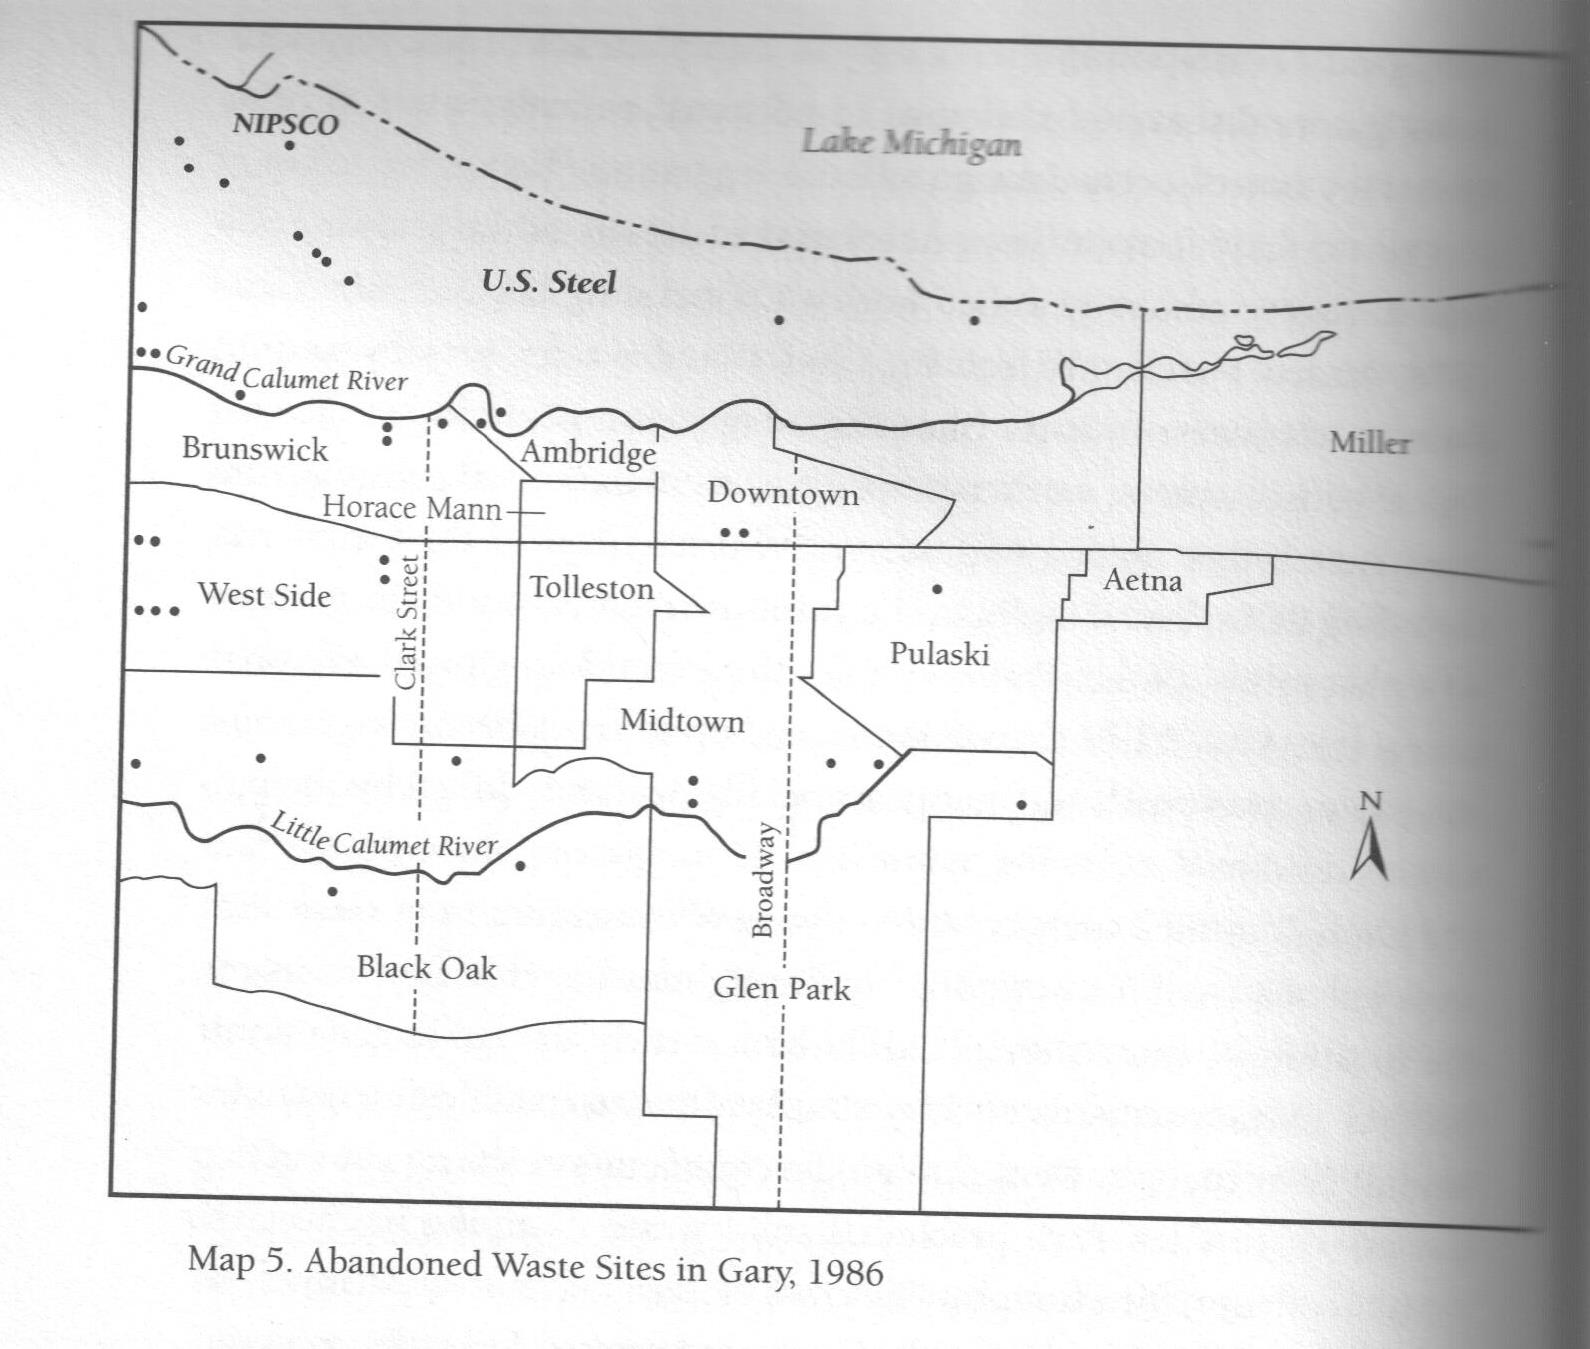 NIPSCO
Lake Michigan
U.S. Steel
Grand Calumet River
Brunswick
Ambridge
Miller
Horace Mann
Downtown
West Side
Clark Street
Tolleston
Aetna
Pulaski
Midtown
N
Little Calumet River
Broadway
Black Oak
Glen Park
Map 5. Abandoned Waste Sites in Gary, 1986